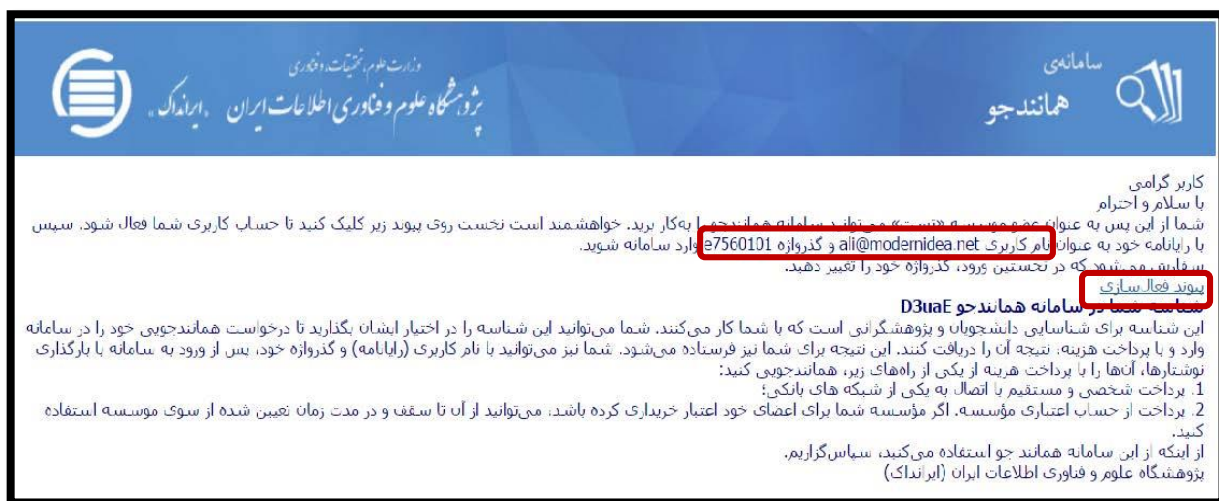 سامانه‌ی
همانندجو
وزارت علوم، تحقیقات، و فناوری
پژوهشگاه علوم و فناوری اطلاعات ایران «ایرانداک»
کاربر گرامی
با سلام و احترام
شما از این پس به عنوان عضو موسسه «تست» می‌توانید سامانه همانندجو را به‌کار برید. خواهشمند است نخست روی پیوند زیر کلیک کنید تا حساب کاربری شما فعال شود. سپس
با رایانامه خود به عنوان نام کاربری ali@modernidea.net و گذرواژه e7560101 وارد سامانه شوید.
سفارش می‌شود که در نخستین ورود، گذرواژه خود را تغییر دهید.
پیوند فعال‌سازی
شناسه شما در سامانه همانندجو D3uaE
این شناسه برای شناسایی دانشجویان و پژوهشگرانی است که با شما کار می‌کنند. شما می‌توانید این شناسه را در اختیار ایشان بگذارید تا درخواست همانندجویی خود را در سامانه
وارد و با پرداخت هزینه، نتیجه آن را دریافت کنند. این نتیجه برای شما نیز فرستاده می‌شود. شما نیز می‌توانید با نام کاربری (رایانامه) و گذرواژه خود، پس از ورود به سامانه با بارگذاری
نوشتارها، آن‌ها را با پرداخت هزینه از یکی از راه‌های زیر، همانندجویی کنید:
1. پرداخت شخصی و مستقیم با اتصال به یکی از شبکه های بانکی؛
2. پرداخت از حساب اعتباری مؤسسه. اگر مؤسسه شما برای اعضای خود اعتبار خریداری کرده باشد، می‌توانید از آن تا سقف و در مدت زمان تعیین شده از سوی موسسه استفاده
کنید.
از اینکه از این سامانه همانند جو استفاده می‌کنید، سپاس‌گزاریم.
پژوهشگاه علوم و فناوری اطلاعات ایران (ایرانداک)